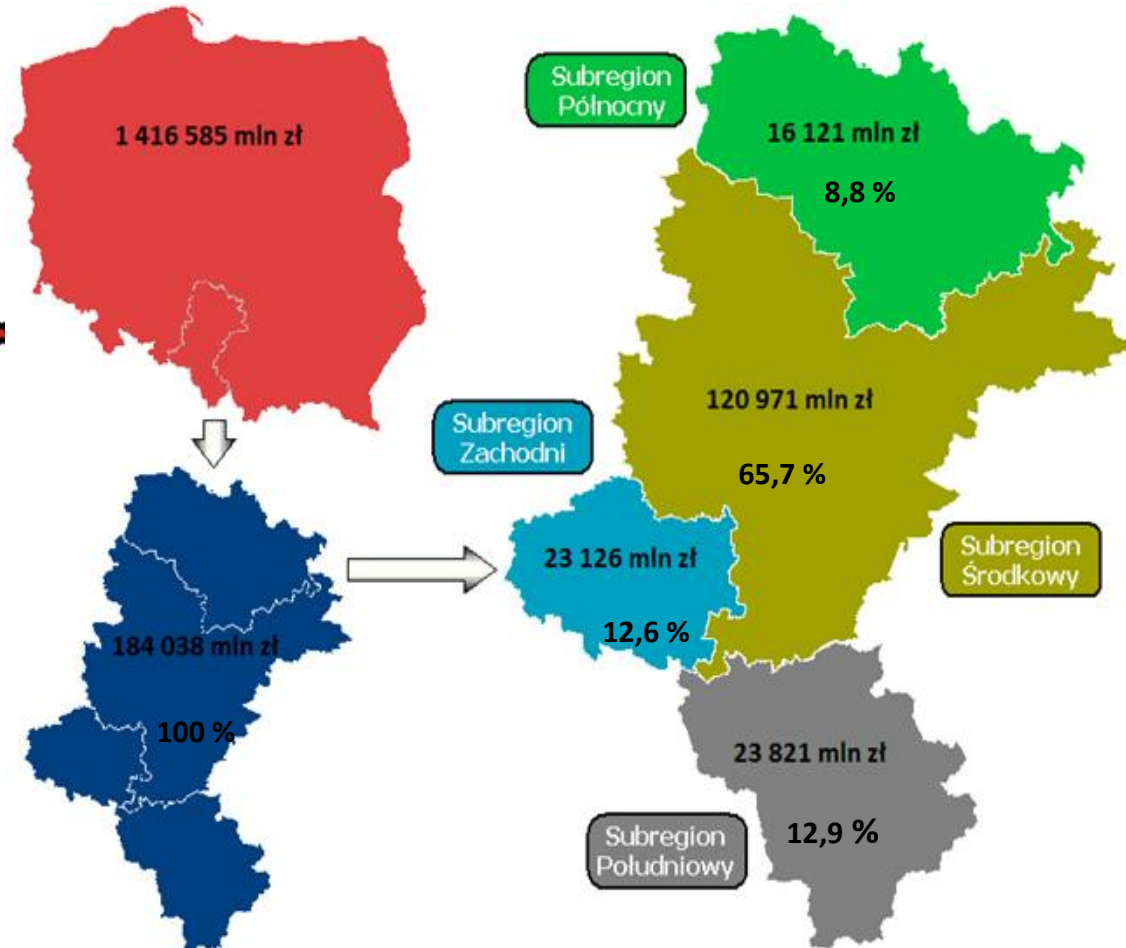 1 416 585 mln zł
184 038 mln zł
100 %
Subregion
Północny
16 121 mln zł
8,8 %
120 971 mln zł
65,7 %
Subregion
Środkowy
Subregion
Zachodni
23 126 mln zł
12,6 %
23 821 mln zł
12,9 %
Subregion
Południowy